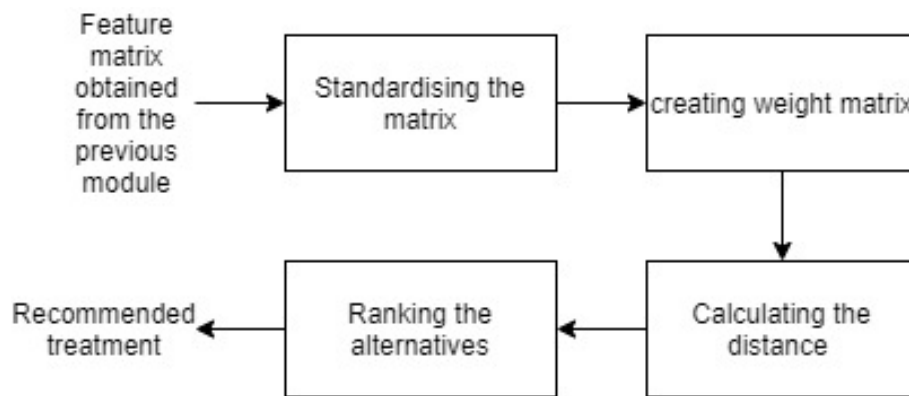 Feature
matrix
obtained
from the
previous
module
Standardising the
matrix
creating weight matrix
Calculating the
distance
Ranking the
alternatives
Recommended
treatment